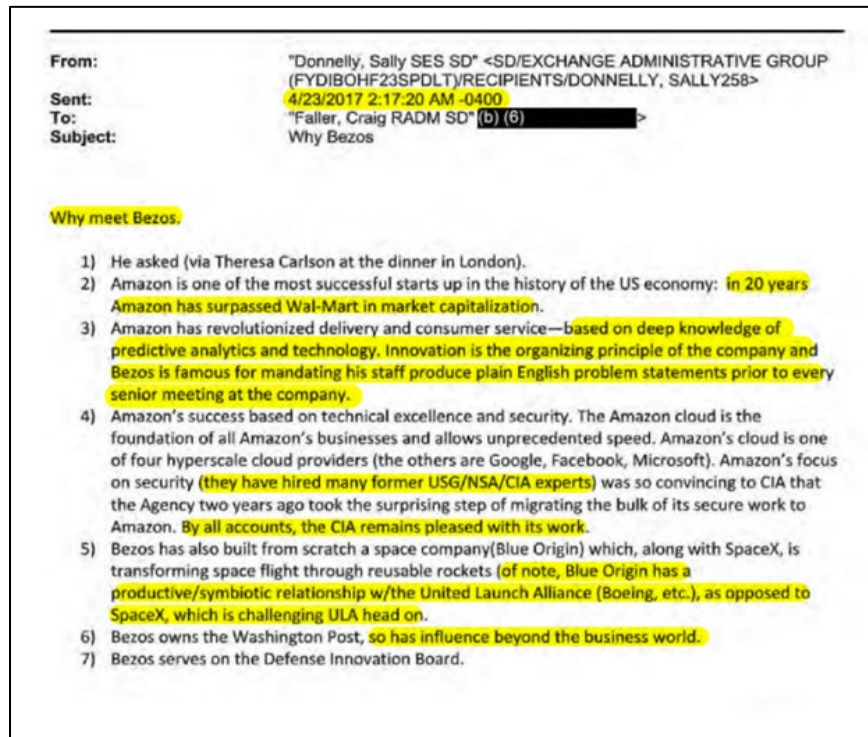 From: "Donnelly, Sally SES SD" <SD/EXCHANGE ADMINISTRATIVE GROUP
(FYDIBOHF23SPDLT)/RECIPIENTS/DONNELLY, SALLY258>
Sent: 4/23/2017 2:17:20 AM -0400
To: "Faller, Craig RADM SD" (b) (6) >
Subject: Why Bezos
Why meet Bezos.
1) He asked (via Theresa Carlson at the dinner in London).
2) Amazon is one of the most successful starts up in the history of the US economy: in 20 years
Amazon has surpassed Wal-Mart in market capitalization.
3) Amazon has revolutionized delivery and consumer service—based on deep knowledge of
predictive analytics and technology. Innovation is the organizing principle of the company and
Bezos is famous for mandating his staff produce plain English problem statements prior to every
senior meeting at the company.
4) Amazon's success based on technical excellence and security. The Amazon cloud is the
foundation of all Amazon's businesses and allows unprecedented speed. Amazon's cloud is one
of four hyperscale cloud providers (the others are Google, Facebook, Microsoft). Amazon's focus
on security (they have hired many former USG/NSA/CIA experts) was so convincing to CIA that
the Agency two years ago took the surprising step of migrating the bulk of its secure work to
Amazon. By all accounts, the CIA remains pleased with its work.
5) Bezos has also built from scratch a space company(Blue Origin) which, along with SpaceX, is
transforming space flight through reusable rockets (of note, Blue Origin has a
productive/symbiotic relationship w/the United Launch Alliance (Boeing, etc.), as opposed to
SpaceX, which is challenging ULA head on.
6) Bezos owns the Washington Post, so has influence beyond the business world.
7) Bezos serves on the Defense Innovation Board.